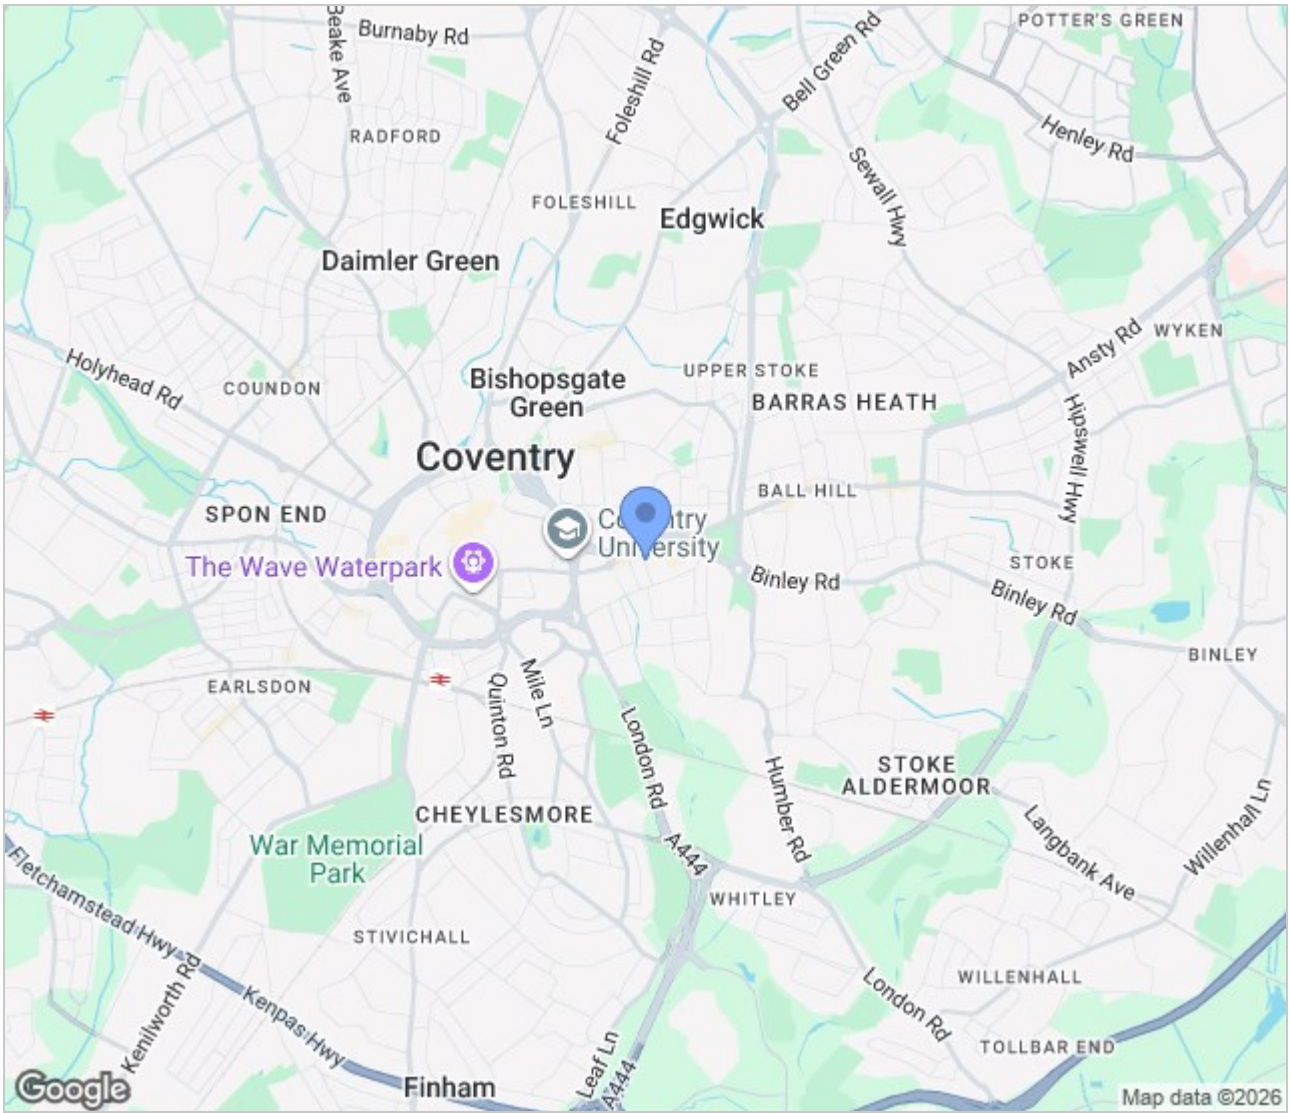 POTTER'S GREEN
Burnaby Rd
Beake Ave
Foleshill Rd
Bell Green Rd
RADFORD
Henley Rd
Sewall Hwy
FOLESHILL
Edgwick
Daimler Green
WYKEN
Ansty Rd
Holyhead Rd
COUNDON
Bishopsgate
Green
UPPER STOKE
BARRAS HEATH
Hipswell Hwy
Coventry
BALL HILL
SPON END
Coventry
University
The Wave Waterpark
Binley Rd
STOKE
Binley Rd
BINLEY
EARLSDON
Mile Ln
Quinton Rd
London Rd
STOKE
ALDERMOOR
Humber Rd
CHEYLESMORE
Langbank Ave
Willenhall Ln
War Memorial
Park
A444
Fletchamstead Hwy
WHITLEY
STIVICHALL
WILLENHALL
London Rd
Kenilworth Rd
Kenpas Hwy
TOLLBAR END
Leaf Ln
A444
Finham
Google
Map data ©2026